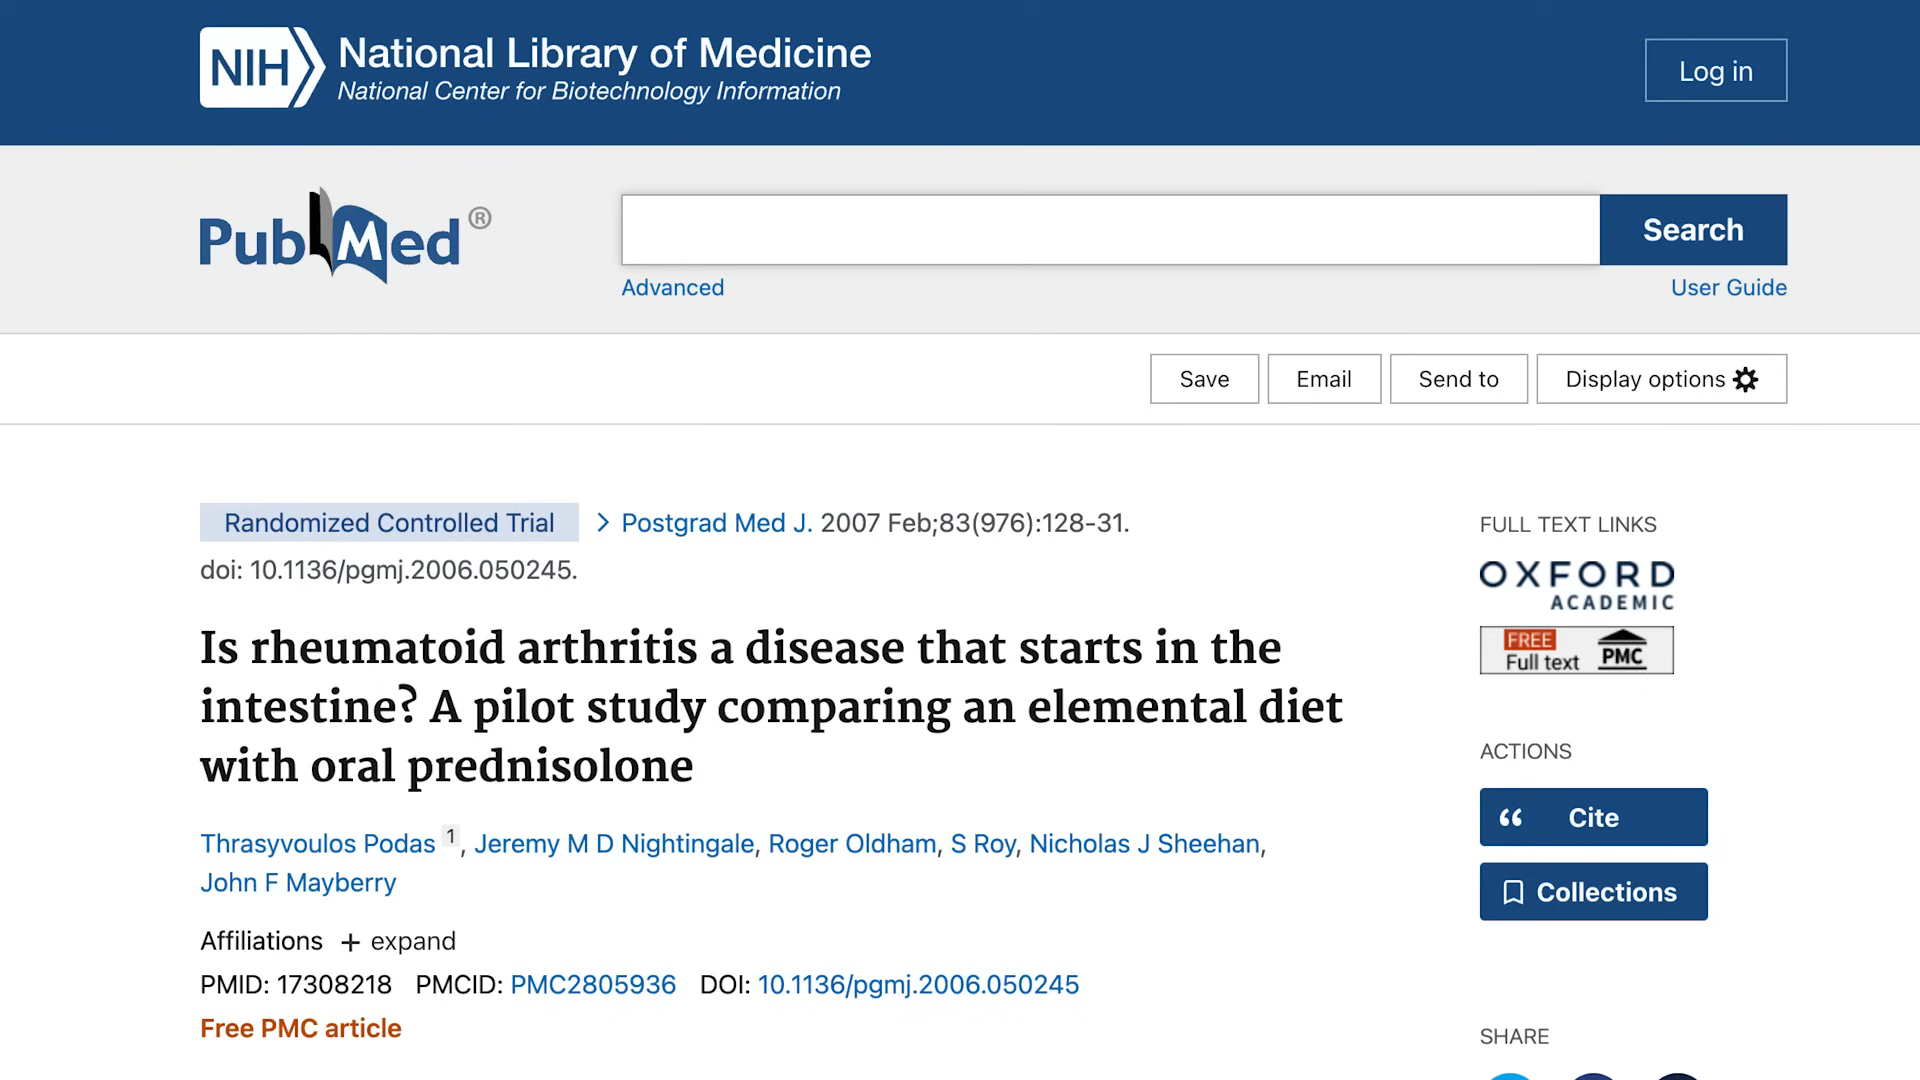 NIH National Library of Medicine
National Center for Biotechnology Information
Log in
PubMed®
Search
Advanced
User Guide
Save
Email
Send to
Display options
Randomized Controlled Trial
Postgrad Med J. 2007 Feb;83(976):128-31.
doi: 10.1136/pgmj.2006.050245.
Is rheumatoid arthritis a disease that starts in the
intestine? A pilot study comparing an elemental diet
with oral prednisolone
Thrasyvoulos Podas 1, Jeremy M D Nightingale, Roger Oldham, S Roy, Nicholas J Sheehan,
John F Mayberry
Affiliations + expand
PMID: 17308218 PMCID: PMC2805936 DOI: 10.1136/pgmj.2006.050245
Free PMC article
FULL TEXT LINKS
OXFORD
ACADEMIC
FREE
Full text PMC
ACTIONS
Cite
Collections
SHARE